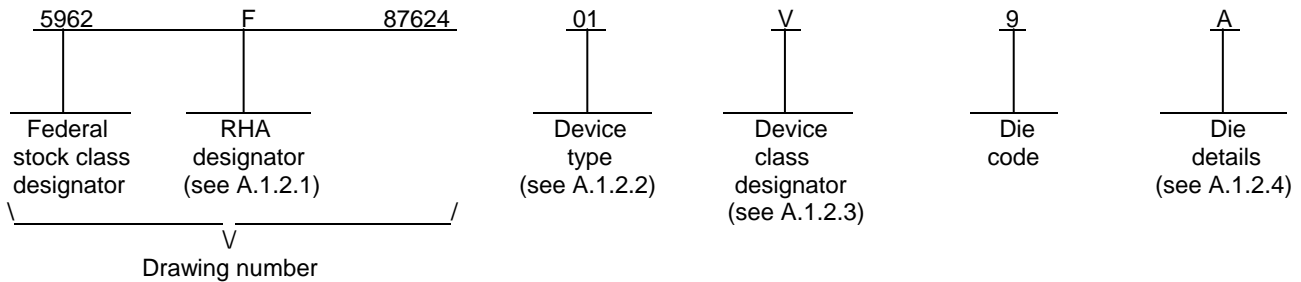 5962 F 87624 01 V 9 A
Federal stock class designator
RHA designator (see A.1.2.1)
Device type (see A.1.2.2)
Device class designator (see A.1.2.3)
Die code
Die details (see A.1.2.4)
\ / \/
Drawing number